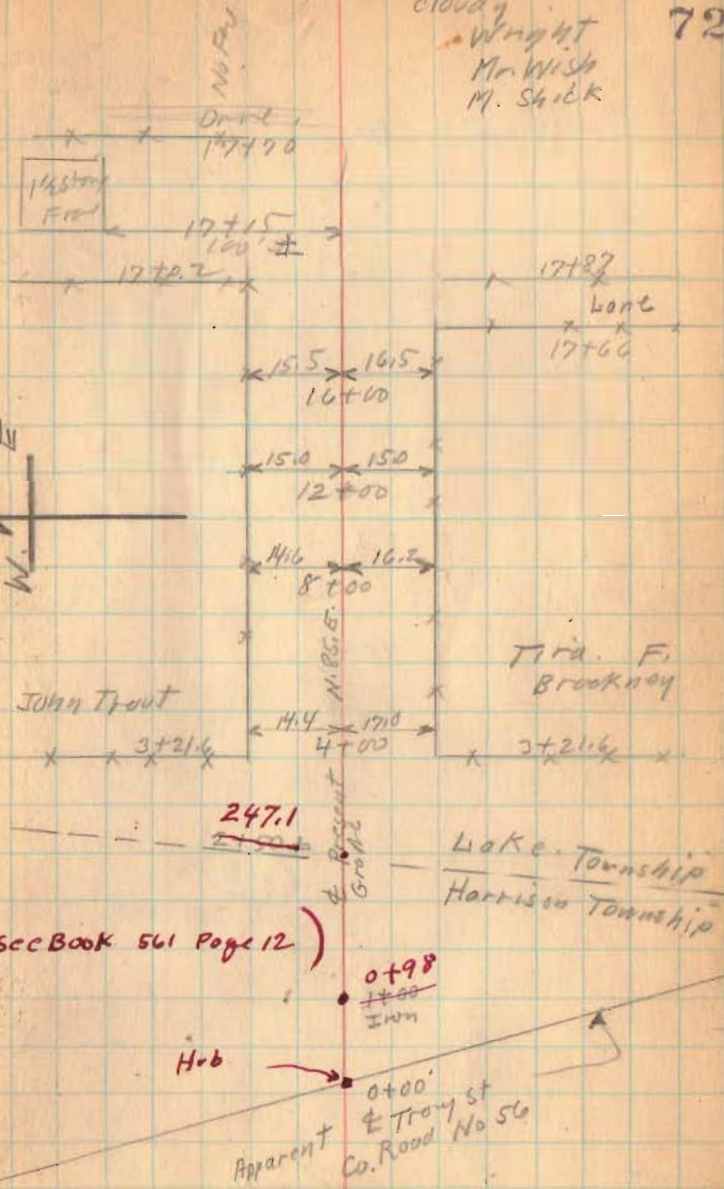 cloudy
72
Wright
Mr. Wish
M. Shick
Drive
17+70
1½ Story
17+15
100' ±
17+0.2
17+87
Lane
17+66
15.5 16.5
16+00
15.0 15.0
12+00
14.6 16.2
8+00
E
W.
Tira. F.
Brookney
John Trout
14.4 17.0
4+00
3+21.6
3+21.6
247.1
℄ Present
Grade
Lake Township
Harrison Township
See Book 561 Page 12)
0+98
1+00
Iron
Hub
0+00
Apparent ℄ Troy St
Co. Road No 56